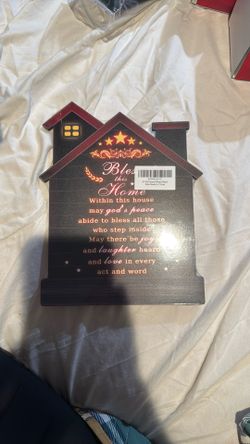 Bless
this
Home
Within this house
may god's peace
abide to bless all those
who step inside
May there be joy
and laughter heard
and love in every
act and word